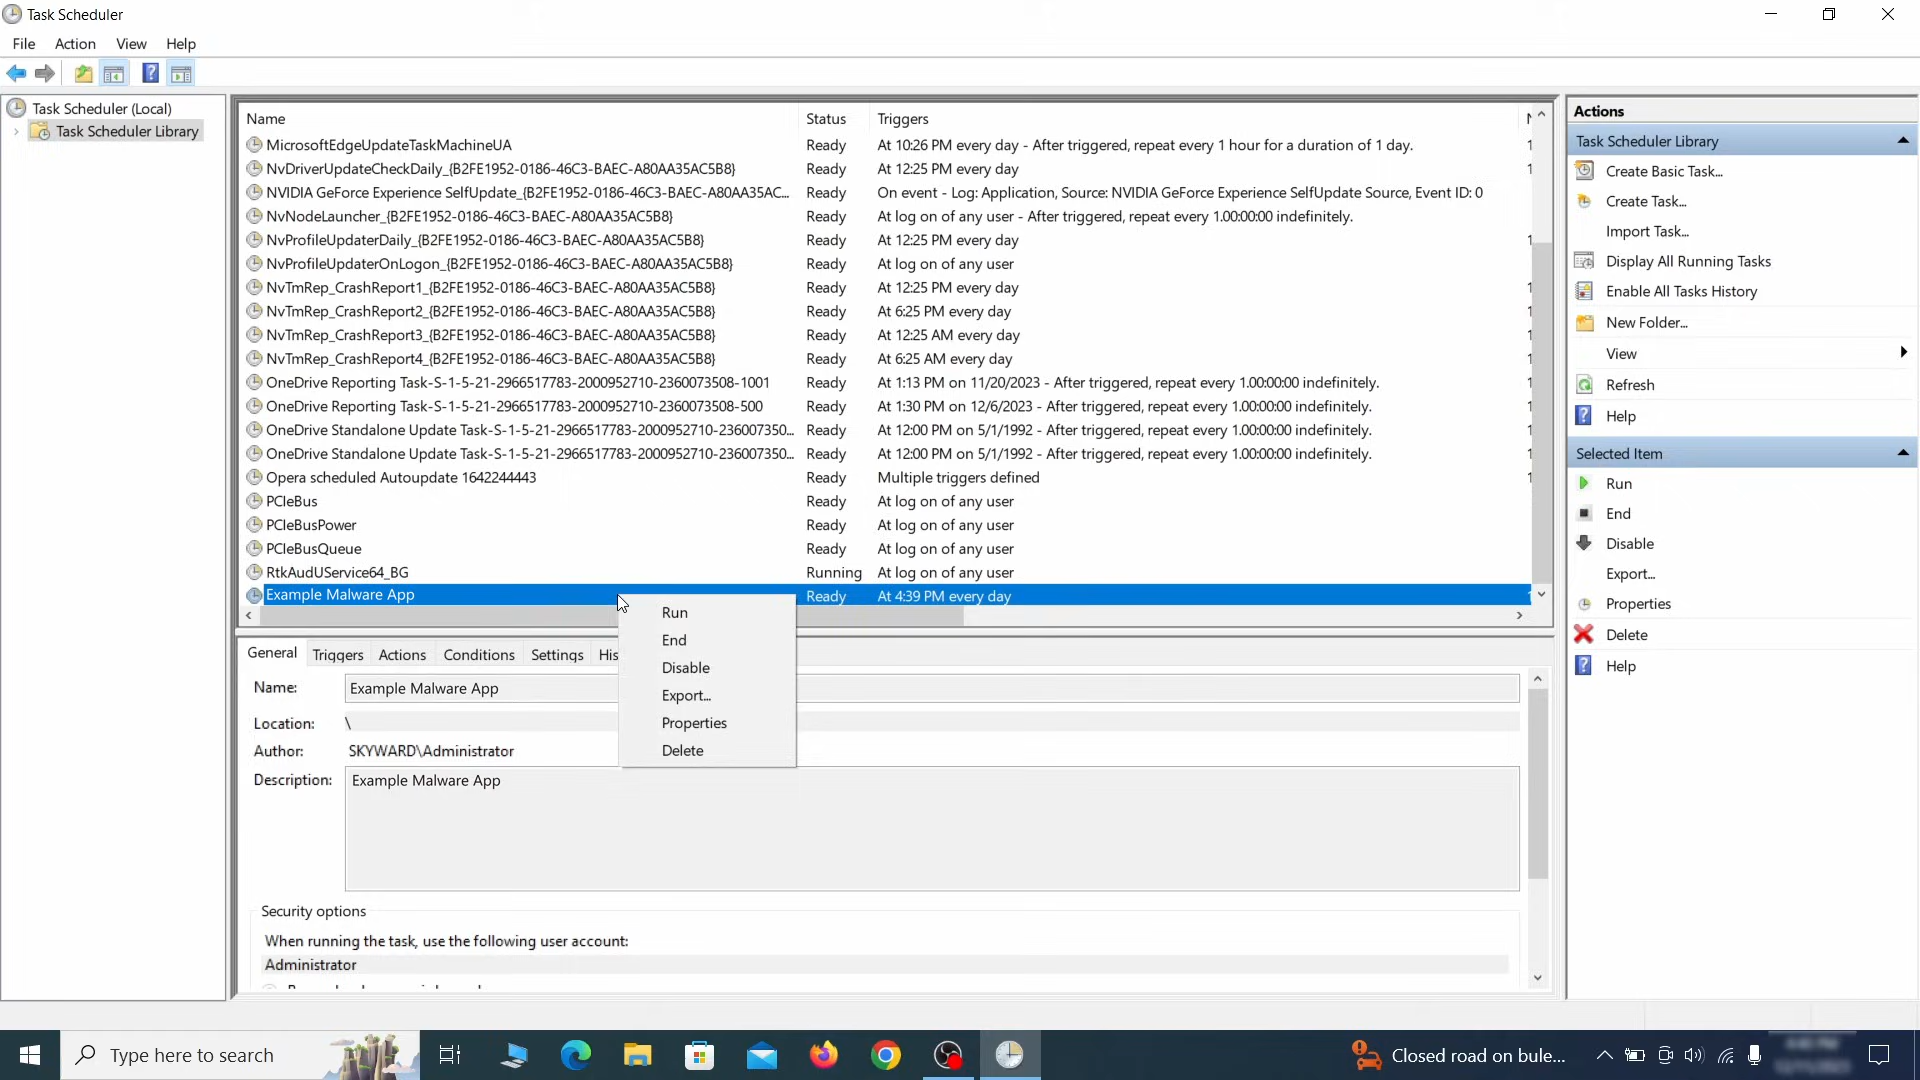 Task Scheduler
File Action View Help
Task Scheduler (Local)
Task Scheduler Library
Name Status Triggers
MicrosoftEdgeUpdateTaskMachineUA Ready At 10:26 PM every day - After triggered, repeat every 1 hour for a duration of 1 day.
NvDriverUpdateCheckDaily_{B2FE1952-0186-46C3-BAEC-A80AA35AC5B8} Ready At 12:25 PM every day
NVIDIA GeForce Experience SelfUpdate_{B2FE1952-0186-46C3-BAEC-A80AA35AC... Ready On event - Log: Application, Source: NVIDIA GeForce Experience SelfUpdate Source, Event ID: 0
NvNodeLauncher_{B2FE1952-0186-46C3-BAEC-A80AA35AC5B8} Ready At log on of any user - After triggered, repeat every 1.00:00:00 indefinitely.
NvProfileUpdaterDaily_{B2FE1952-0186-46C3-BAEC-A80AA35AC5B8} Ready At 12:25 PM every day
NvProfileUpdaterOnLogon_{B2FE1952-0186-46C3-BAEC-A80AA35AC5B8} Ready At log on of any user
NvTmRep_CrashReport1_{B2FE1952-0186-46C3-BAEC-A80AA35AC5B8} Ready At 12:25 PM every day
NvTmRep_CrashReport2_{B2FE1952-0186-46C3-BAEC-A80AA35AC5B8} Ready At 6:25 PM every day
NvTmRep_CrashReport3_{B2FE1952-0186-46C3-BAEC-A80AA35AC5B8} Ready At 12:25 AM every day
NvTmRep_CrashReport4_{B2FE1952-0186-46C3-BAEC-A80AA35AC5B8} Ready At 6:25 AM every day
OneDrive Reporting Task-S-1-5-21-2966517783-2000952710-2360073508-1001 Ready At 1:13 PM on 11/20/2023 - After triggered, repeat every 1.00:00:00 indefinitely.
OneDrive Reporting Task-S-1-5-21-2966517783-2000952710-2360073508-500 Ready At 1:30 PM on 12/6/2023 - After triggered, repeat every 1.00:00:00 indefinitely.
OneDrive Standalone Update Task-S-1-5-21-2966517783-2000952710-236007350... Ready At 12:00 PM on 5/1/1992 - After triggered, repeat every 1.00:00:00 indefinitely.
OneDrive Standalone Update Task-S-1-5-21-2966517783-2000952710-236007350... Ready At 12:00 PM on 5/1/1992 - After triggered, repeat every 1.00:00:00 indefinitely.
Opera scheduled Autoupdate 1642244443 Ready Multiple triggers defined
PCIeBus Ready At log on of any user
PCIeBusPower Ready At log on of any user
PCIeBusQueue Ready At log on of any user
RtkAudUService64_BG Running At log on of any user
Example Malware App Ready At 4:39 PM every day
Run
End
Disable
Export...
Properties
Delete
General Triggers Actions Conditions Settings His
Name: Example Malware App
Location: \
Author: SKYWARD\Administrator
Description: Example Malware App
Security options
When running the task, use the following user account:
Administrator
Actions
Task Scheduler Library
Create Basic Task...
Create Task...
Import Task...
Display All Running Tasks
Enable All Tasks History
New Folder...
View
Refresh
Help
Selected Item
Run
End
Disable
Export...
Properties
Delete
Help
Type here to search
Closed road on bule...